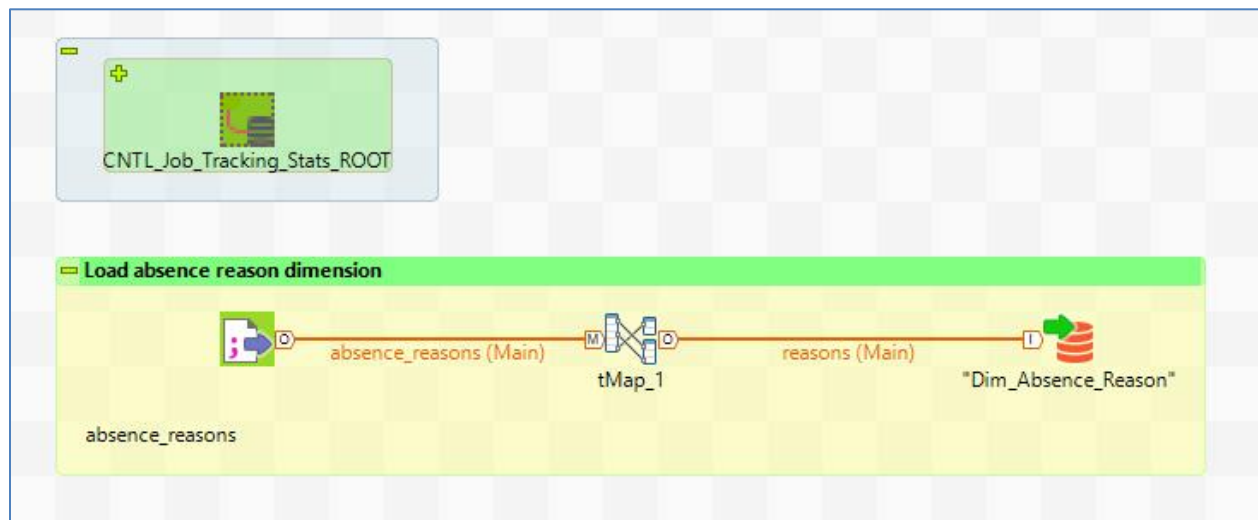 CNTL_Job_Tracking_Stats_ROOT
Load absence reason dimension
O
absence_reasons (Main)
M
O
reasons (Main)
I
tMap_1
"Dim_Absence_Reason"
absence_reasons